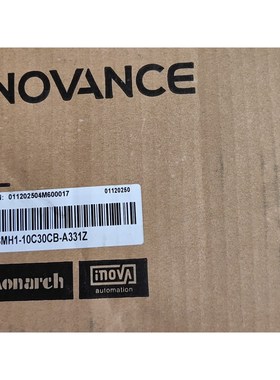 NOVANCE
N: 011202504M600017 01120250
MH1-10C30CB-A331Z
onarch
inova
automation